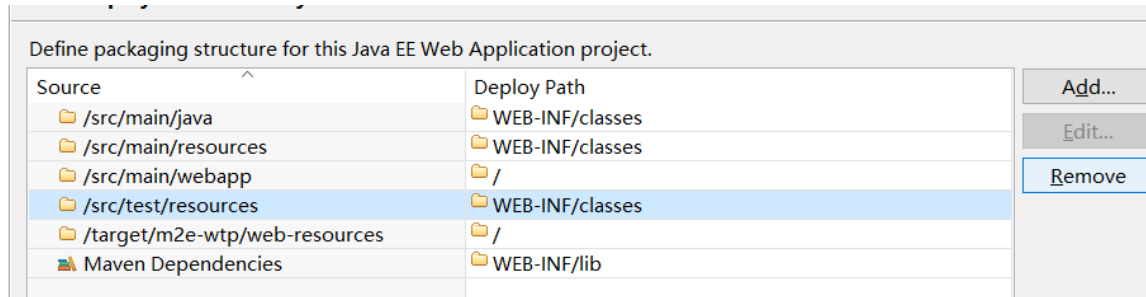 Define packaging structure for this Java EE Web Application project.
Source Deploy Path
/src/main/java WEB-INF/classes
/src/main/resources WEB-INF/classes
/src/main/webapp /
/src/test/resources WEB-INF/classes
/target/m2e-wtp/web-resources /
Maven Dependencies WEB-INF/lib
Add...
Edit...
Remove